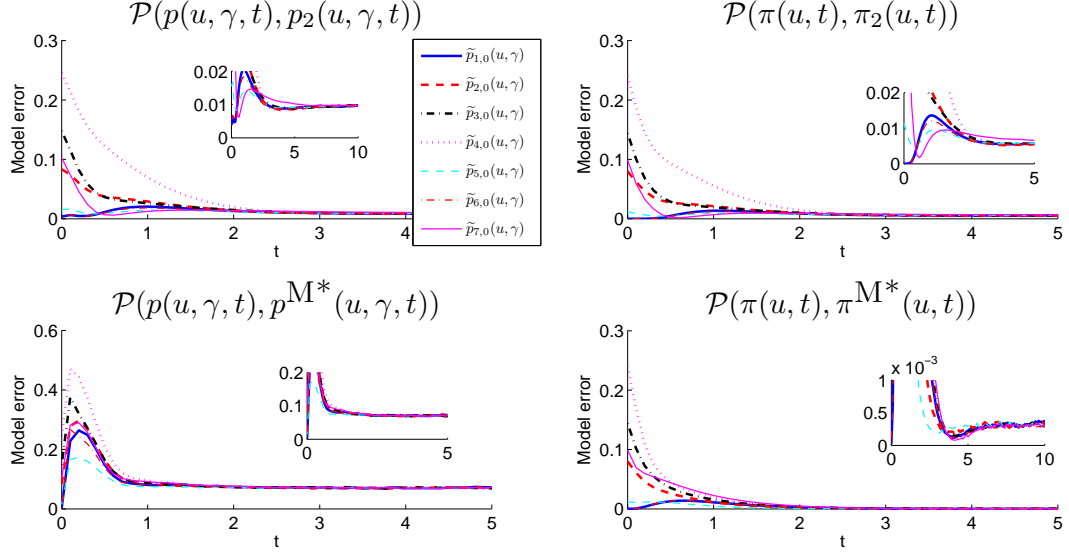 𝒫(p(u, γ, t), p₂(u, γ, t))
0.3
0.2
0.1
0
Model error
0 1 2 3 4 5
t
0.02
0.01
0
0 5 10
p̃₁,₀(u, γ)
p̃₂,₀(u, γ)
p̃₃,₀(u, γ)
p̃₄,₀(u, γ)
p̃₅,₀(u, γ)
p̃₆,₀(u, γ)
p̃₇,₀(u, γ)
𝒫(π(u, t), π₂(u, t))
0.3
0.2
0.1
0
Model error
0 1 2 3 4 5
t
0.02
0.01
0
0 5
𝒫(p(u, γ, t), p^M*(u, γ, t))
0.6
0.4
0.2
0
Model error
0 1 2 3 4 5
t
0.2
0.1
0
0 5
𝒫(π(u, t), π^M*(u, t))
0.3
0.2
0.1
0
Model error
0 1 2 3 4 5
t
x 10⁻³
1
0.5
0
0 5 10